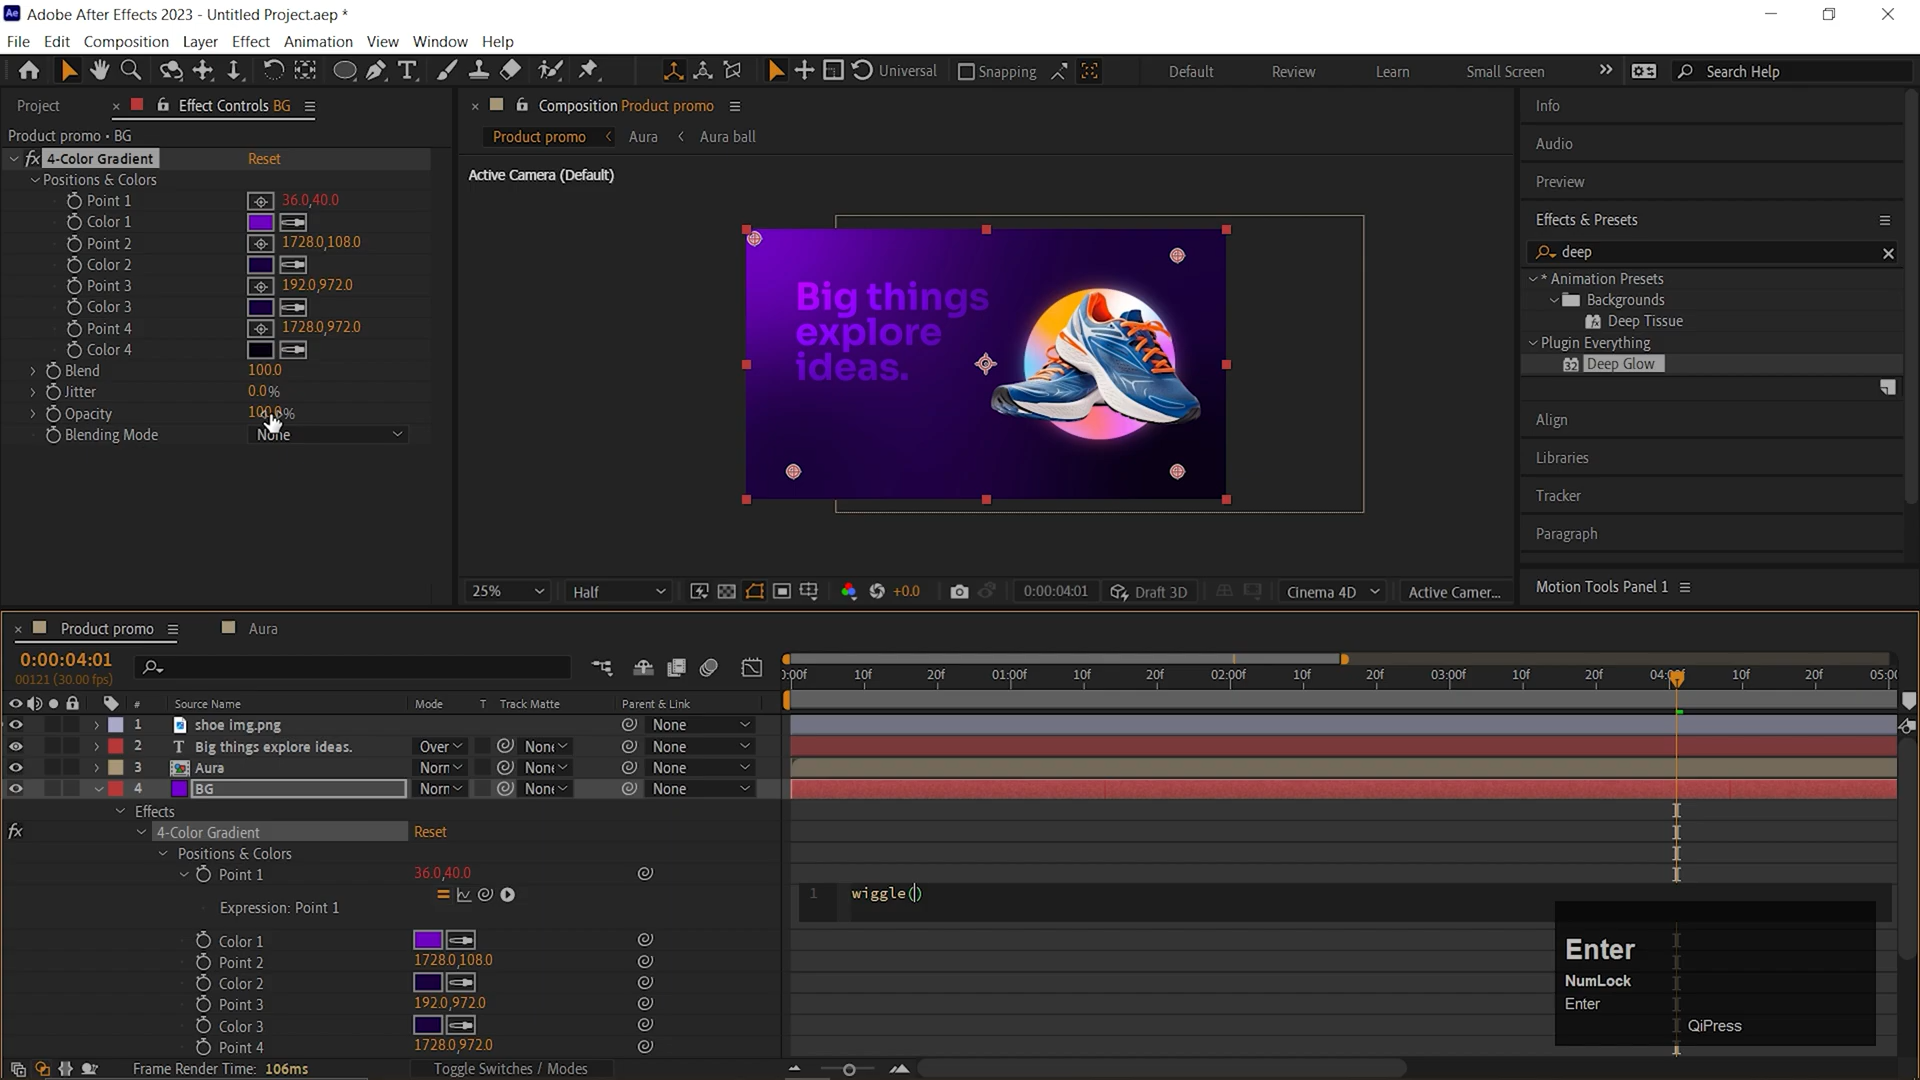 Ae Adobe After Effects 2023 - Untitled Project.aep *
File Edit Composition Layer Effect Animation View Window Help
Universal Snapping Default Review Learn Small Screen » Search Help
Project × Effect Controls BG × Composition Product promo Info
Product promo • BG Product promo < Aura < Aura ball
fx 4-Color Gradient Reset Audio
Positions & Colors Active Camera (Default) Preview
Point 1 36.0,40.0
Color 1 Effects & Presets
Point 2 1728.0,108.0 deep
Color 2
Point 3 192.0,972.0
Color 3
Point 4 1728.0,972.0
Color 4
Blend 100.0
Jitter 0.0%
Opacity 100.0%
Blending Mode None
Big things
explore
ideas.
* Animation Presets
Backgrounds
Deep Tissue
Plugin Everything
32 Deep Glow
Align
Libraries
Tracker
Paragraph
Motion Tools Panel 1
25% Half +0.0 0:00:04:01 Draft 3D Cinema 4D Active Camer...
× Product promo Aura
0:00:04:01
00121 (30.00 fps)
:00f 10f 20f 01:00f 10f 20f 02:00f 10f 20f 03:00f 10f 20f 10f 20f
# Source Name Mode T Track Matte Parent & Link
1 shoe img.png None
2 T Big things explore ideas. Over None None
3 Aura Norn None None
4 BG Norn None None
Effects
fx 4-Color Gradient Reset
Positions & Colors
Point 1 36.0,40.0
Expression: Point 1
1 wiggle()
Color 1
Point 2 1728.0,108.0
Color 2
Point 3 192.0,972.0
Color 3
Point 4 1728.0,972.0
Enter
NumLock
Enter
QiPress
Frame Render Time: 106ms Toggle Switches / Modes